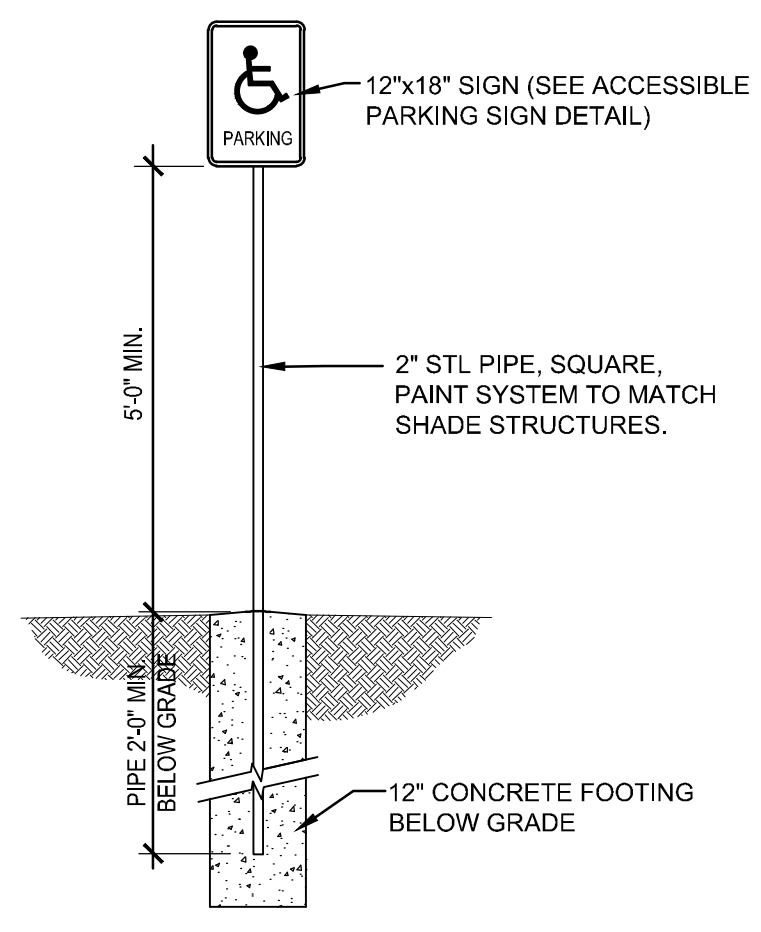 PARKING
12"x18" SIGN (SEE ACCESSIBLE
PARKING SIGN DETAIL)
5'-0" MIN.
2" STL PIPE, SQUARE,
PAINT SYSTEM TO MATCH
SHADE STRUCTURES.
PIPE 2'-0" MIN.
BELOW GRADE
12" CONCRETE FOOTING
BELOW GRADE